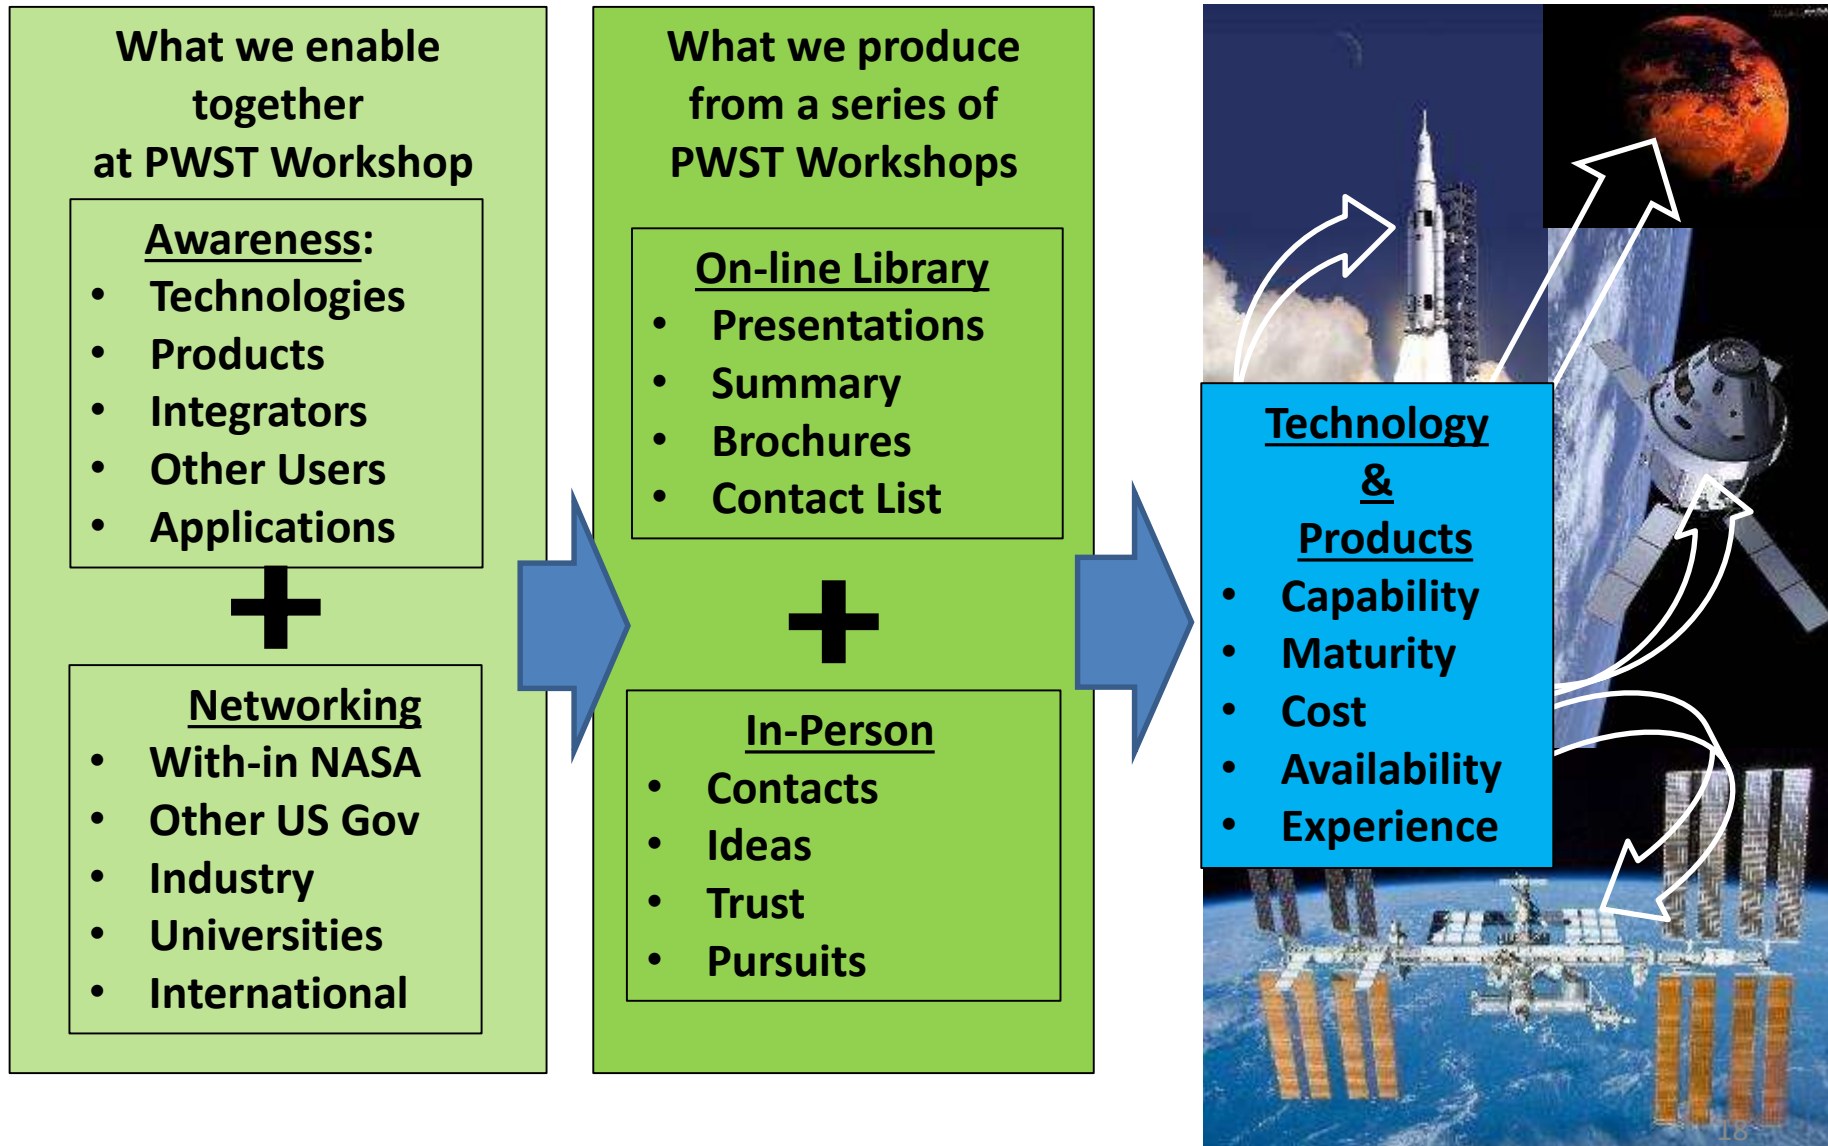 What we enable
together
at PWST Workshop
Awareness:
• Technologies
• Products
• Integrators
• Other Users
• Applications
+
Networking
• With-in NASA
• Other US Gov
• Industry
• Universities
• International
What we produce
from a series of
PWST Workshops
On-line Library
• Presentations
• Summary
• Brochures
• Contact List
+
In-Person
• Contacts
• Ideas
• Trust
• Pursuits
Technology
&
Products
• Capability
• Maturity
• Cost
• Availability
• Experience
18